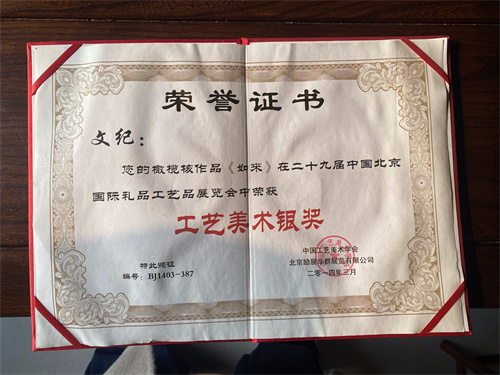 荣誉证书
文纪：
您的橄榄核作品《如来》在二十九届中国北京
国际礼品工艺品展览会中荣获
工艺美术银奖
特此颁证
编号：BJ1403-387
中国工艺美术学会
北京励展华群展览有限公司
二零一四年三月